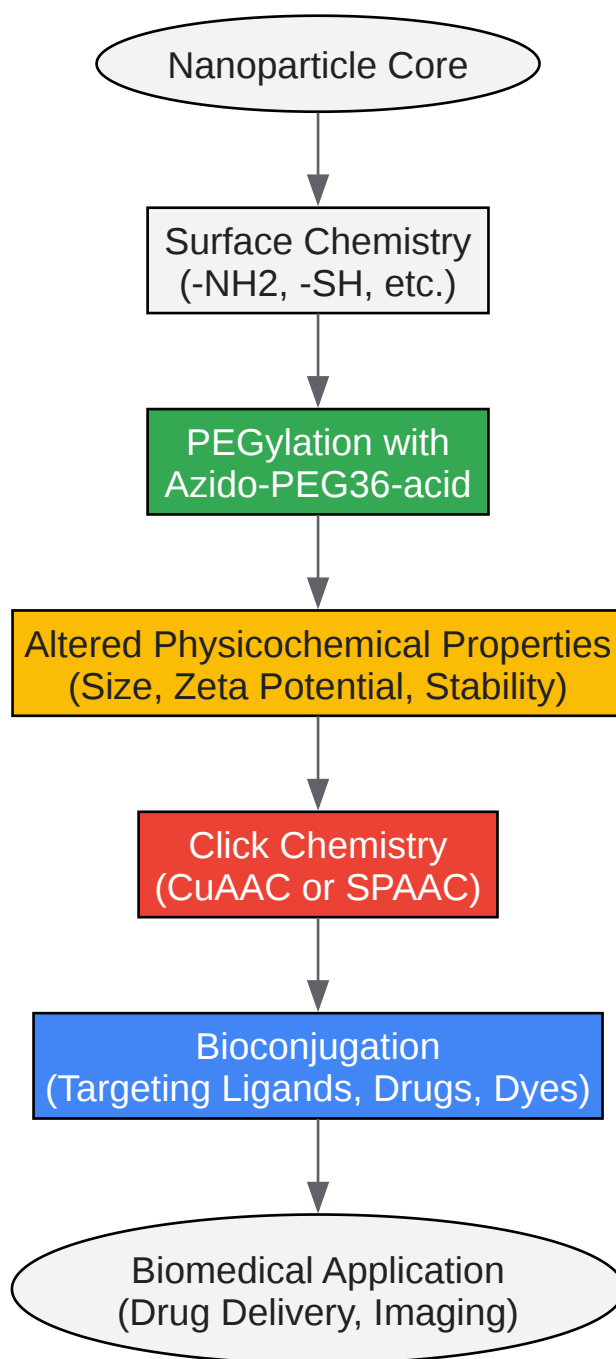 Nanoparticle Core
Surface Chemistry
(-NH2, -SH, etc.)
PEGylation with
Azido-PEG36-acid
Altered Physicochemical Properties
(Size, Zeta Potential, Stability)
Click Chemistry
(CuAAC or SPAAC)
Bioconjugation
(Targeting Ligands, Drugs, Dyes)
Biomedical Application
(Drug Delivery, Imaging)